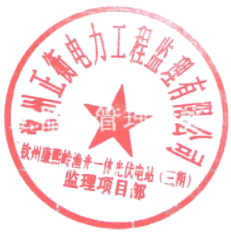 州正衡电力工程监理有限公司
钦州康熙岭渔光一体光伏电站（三期）
监理项目部